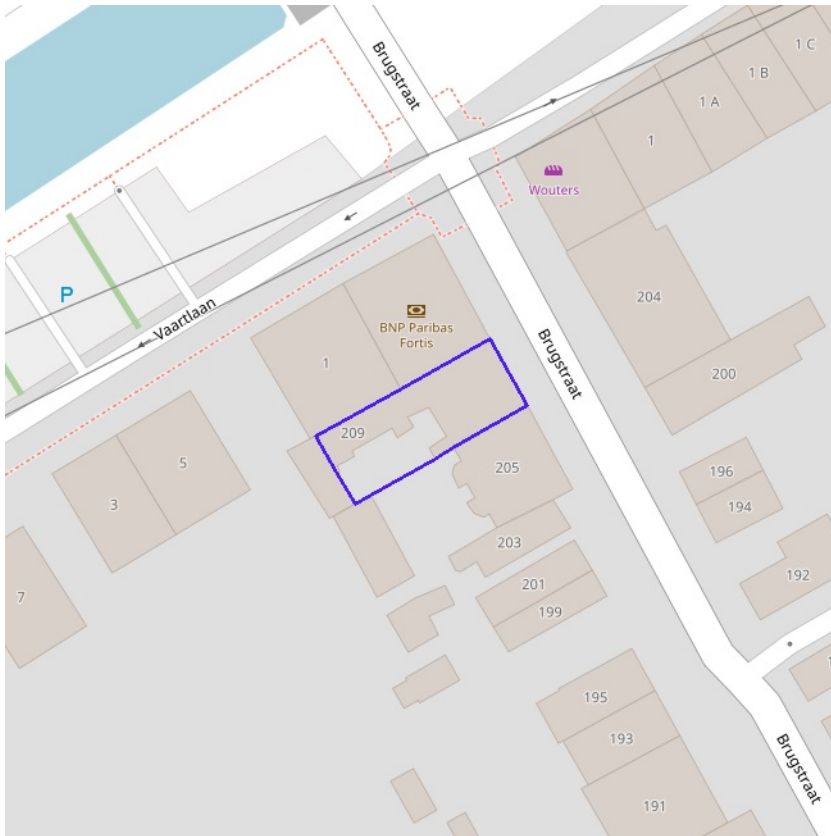 Brugstraat
1 C
1 B
1 A
1
Wouters
P
Vaartlaan
BNP Paribas
Fortis
204
Brugstraat
1
200
209
5
205
196
3
194
203
192
201
7
199
195
193
Brugstraat
191